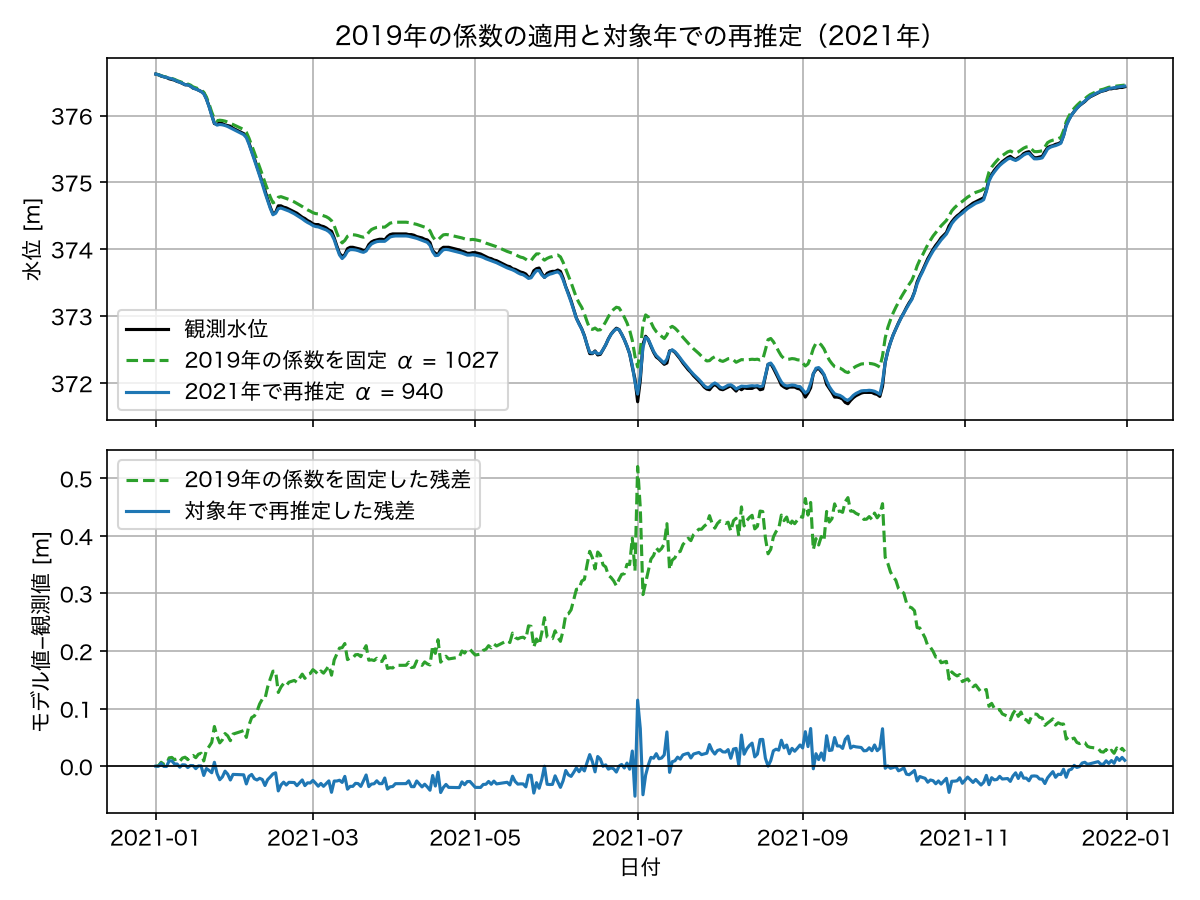 2019年の係数の適用と対象年での再推定（2021年）
376
375
374
373
372
水位 [m]
観測水位
2019年の係数を固定 α = 1027
2021年で再推定 α = 940
0.5
0.4
0.3
0.2
0.1
0.0
モデル値−観測値 [m]
2019年の係数を固定した残差
対象年で再推定した残差
2021-01 2021-03 2021-05 2021-07 2021-09 2021-11 2022-01
日付